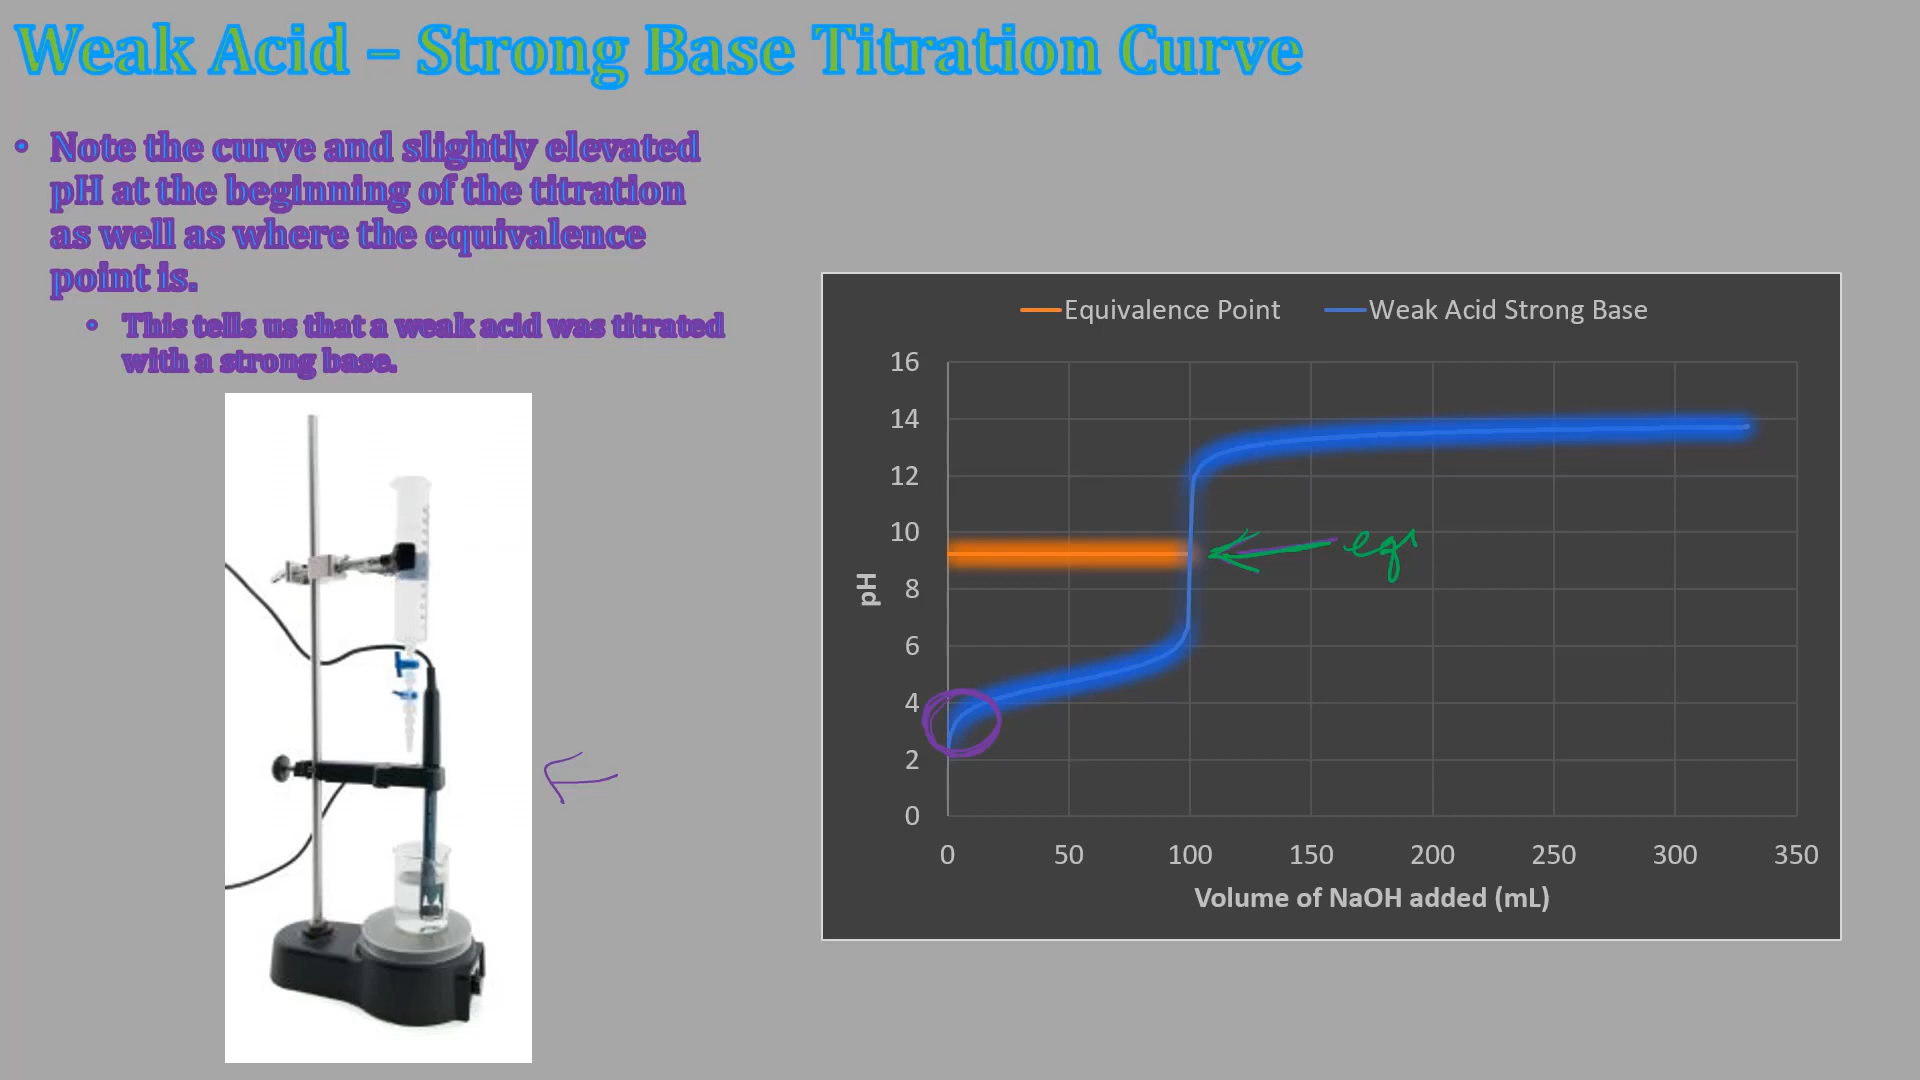 Weak Acid – Strong Base Titration Curve
• Note the curve and slightly elevated
pH at the beginning of the titration
as well as where the equivalence
point is.
• This tells us that a weak acid was titrated
with a strong base.
Equivalence Point
Weak Acid Strong Base
16
14
12
10
8
6
4
2
0
pH
0 50 100 150 200 250 300 350
Volume of NaOH added (mL)